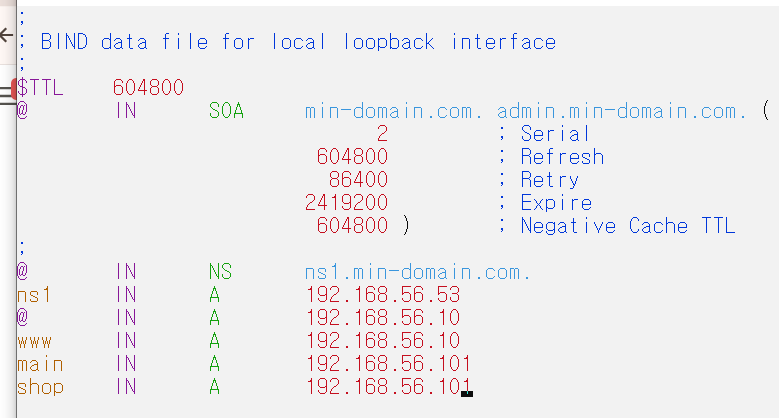 ;
; BIND data file for local loopback interface
;
$TTL 604800
@ IN SOA min-domain.com. admin.min-domain.com. (
2 ; Serial
604800 ; Refresh
86400 ; Retry
2419200 ; Expire
604800 ) ; Negative Cache TTL
;
@ IN NS ns1.min-domain.com.
ns1 IN A 192.168.56.53
@ IN A 192.168.56.10
www IN A 192.168.56.10
main IN A 192.168.56.101
shop IN A 192.168.56.101